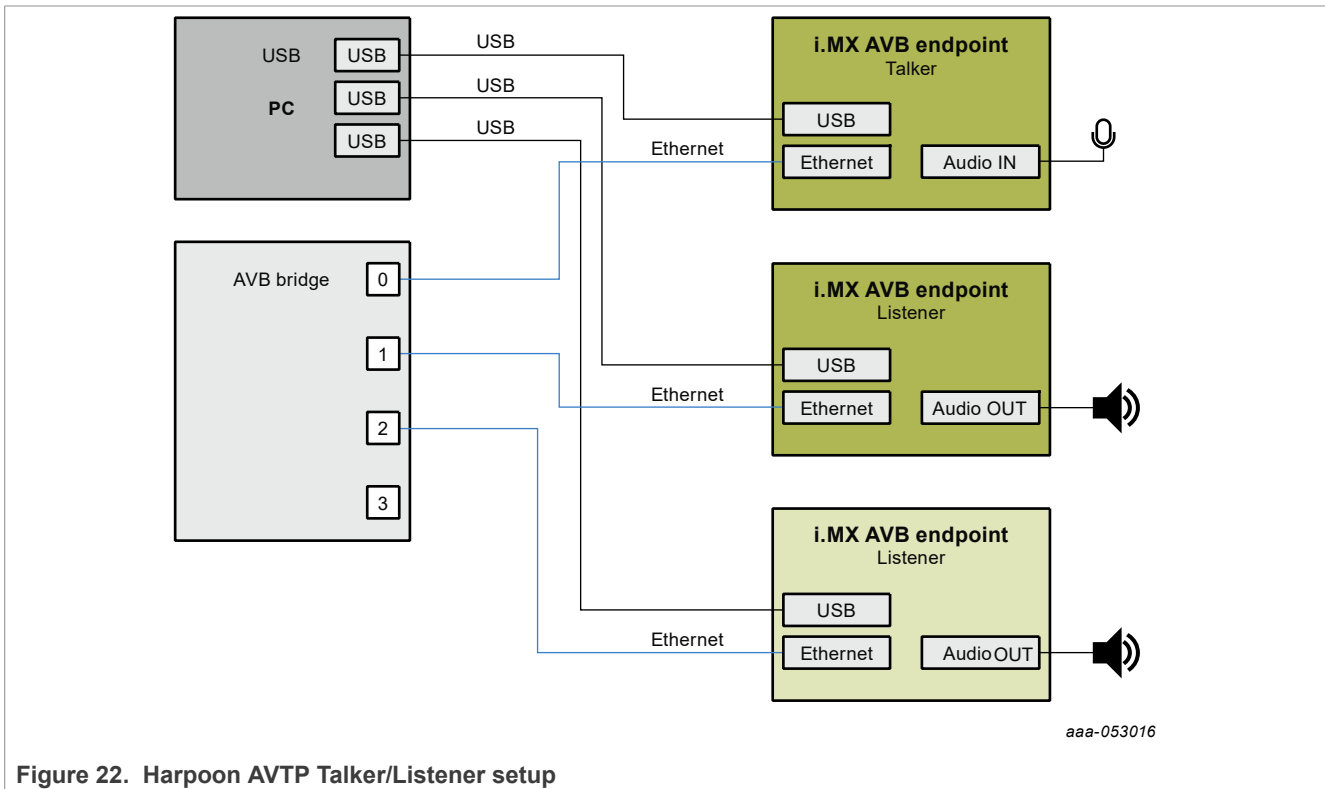 USB
USB
PC
USB
USB
USB
USB
USB
AVB bridge
0
1
2
3
Ethernet
Ethernet
Ethernet
i.MX AVB endpoint
Talker
USB
Ethernet
Audio IN
i.MX AVB endpoint
Listener
USB
Ethernet
Audio OUT
i.MX AVB endpoint
Listener
USB
Ethernet
Audio OUT
aaa-053016
Figure 22. Harpoon AVTP Talker/Listener setup